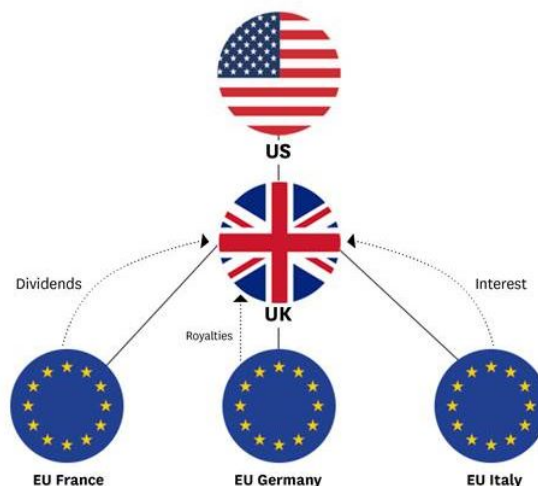 US
Dividends
Interest
UK
Royalties
EU France
EU Germany
EU Italy